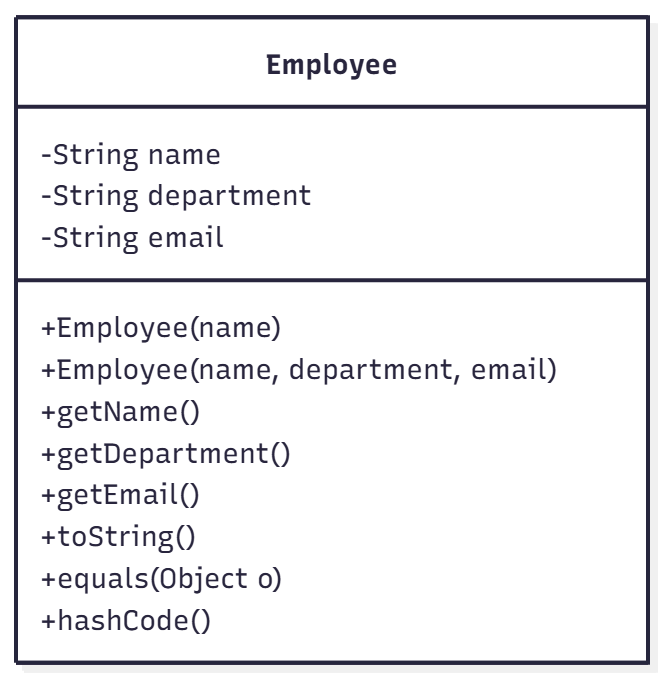 Employee
-String name
-String department
-String email
+Employee(name)
+Employee(name, department, email)
+getName()
+getDepartment()
+getEmail()
+toString()
+equals(Object o)
+hashCode()